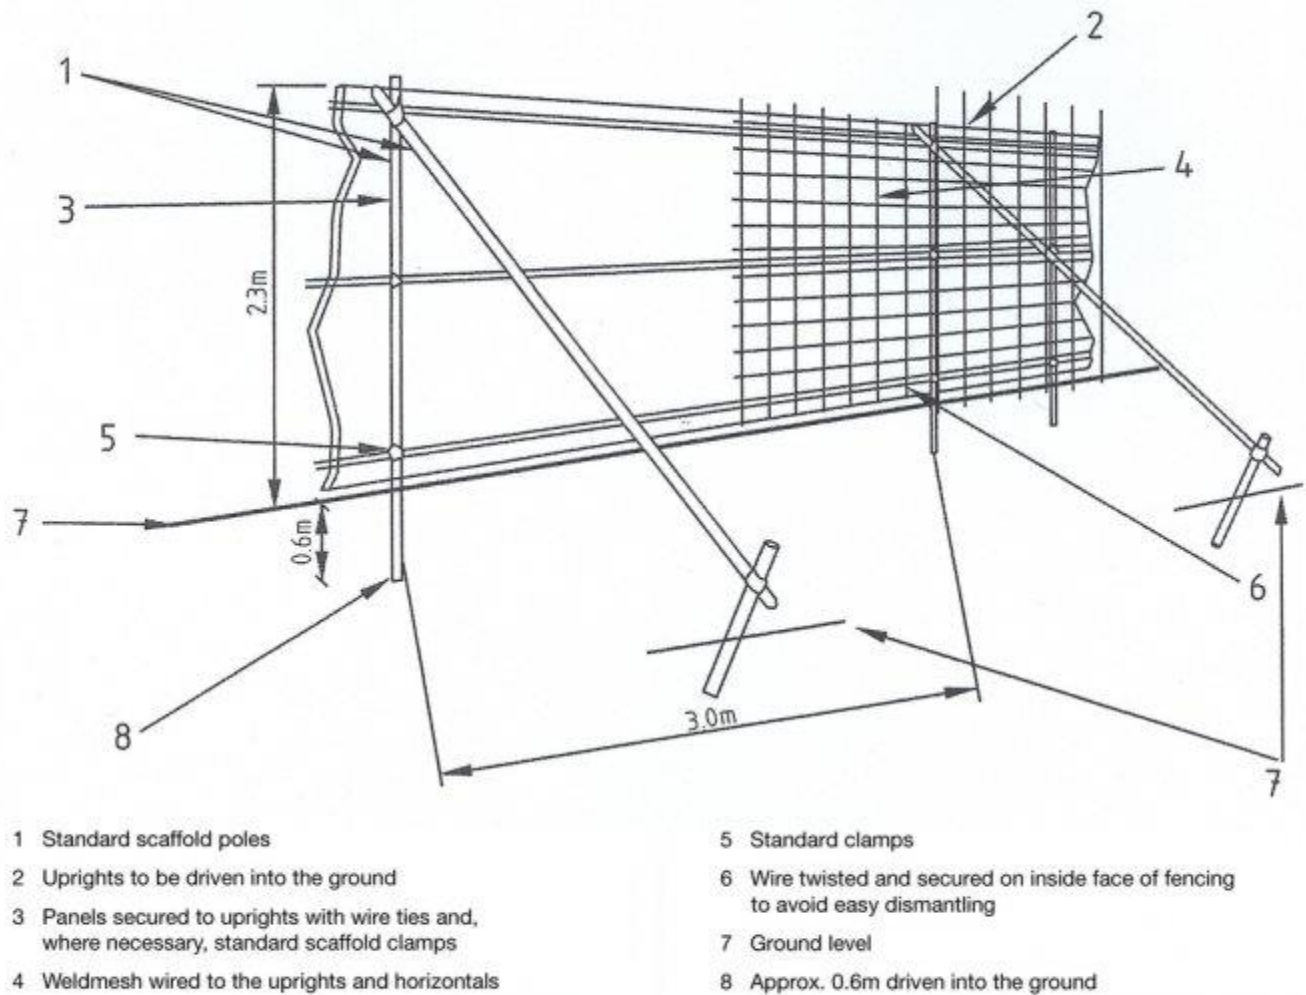 2
1
4
3
2.3m
5
7
0.6m
6
8
3.0m
7
1 Standard scaffold poles
2 Uprights to be driven into the ground
3 Panels secured to uprights with wire ties and,
where necessary, standard scaffold clamps
4 Weldmesh wired to the uprights and horizontals
5 Standard clamps
6 Wire twisted and secured on inside face of fencing
to avoid easy dismantling
7 Ground level
8 Approx. 0.6m driven into the ground